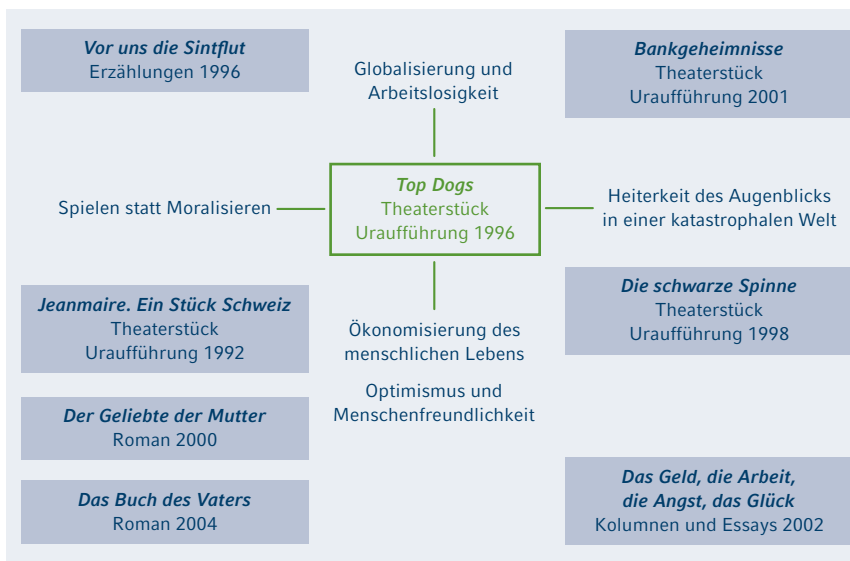 Vor uns die Sintflut
Erzählungen 1996
Globalisierung und
Arbeitslosigkeit
Bankgeheimnisse
Theaterstück
Uraufführung 2001
Spielen statt Moralisieren
Top Dogs
Theaterstück
Uraufführung 1996
Heiterkeit des Augenblicks
in einer katastrophalen Welt
Jeanmaire. Ein Stück Schweiz
Theaterstück
Uraufführung 1992
Ökonomisierung des
menschlichen Lebens
Optimismus und
Menschenfreundlichkeit
Die schwarze Spinne
Theaterstück
Uraufführung 1998
Der Geliebte der Mutter
Roman 2000
Das Buch des Vaters
Roman 2004
Das Geld, die Arbeit,
die Angst, das Glück
Kolumnen und Essays 2002